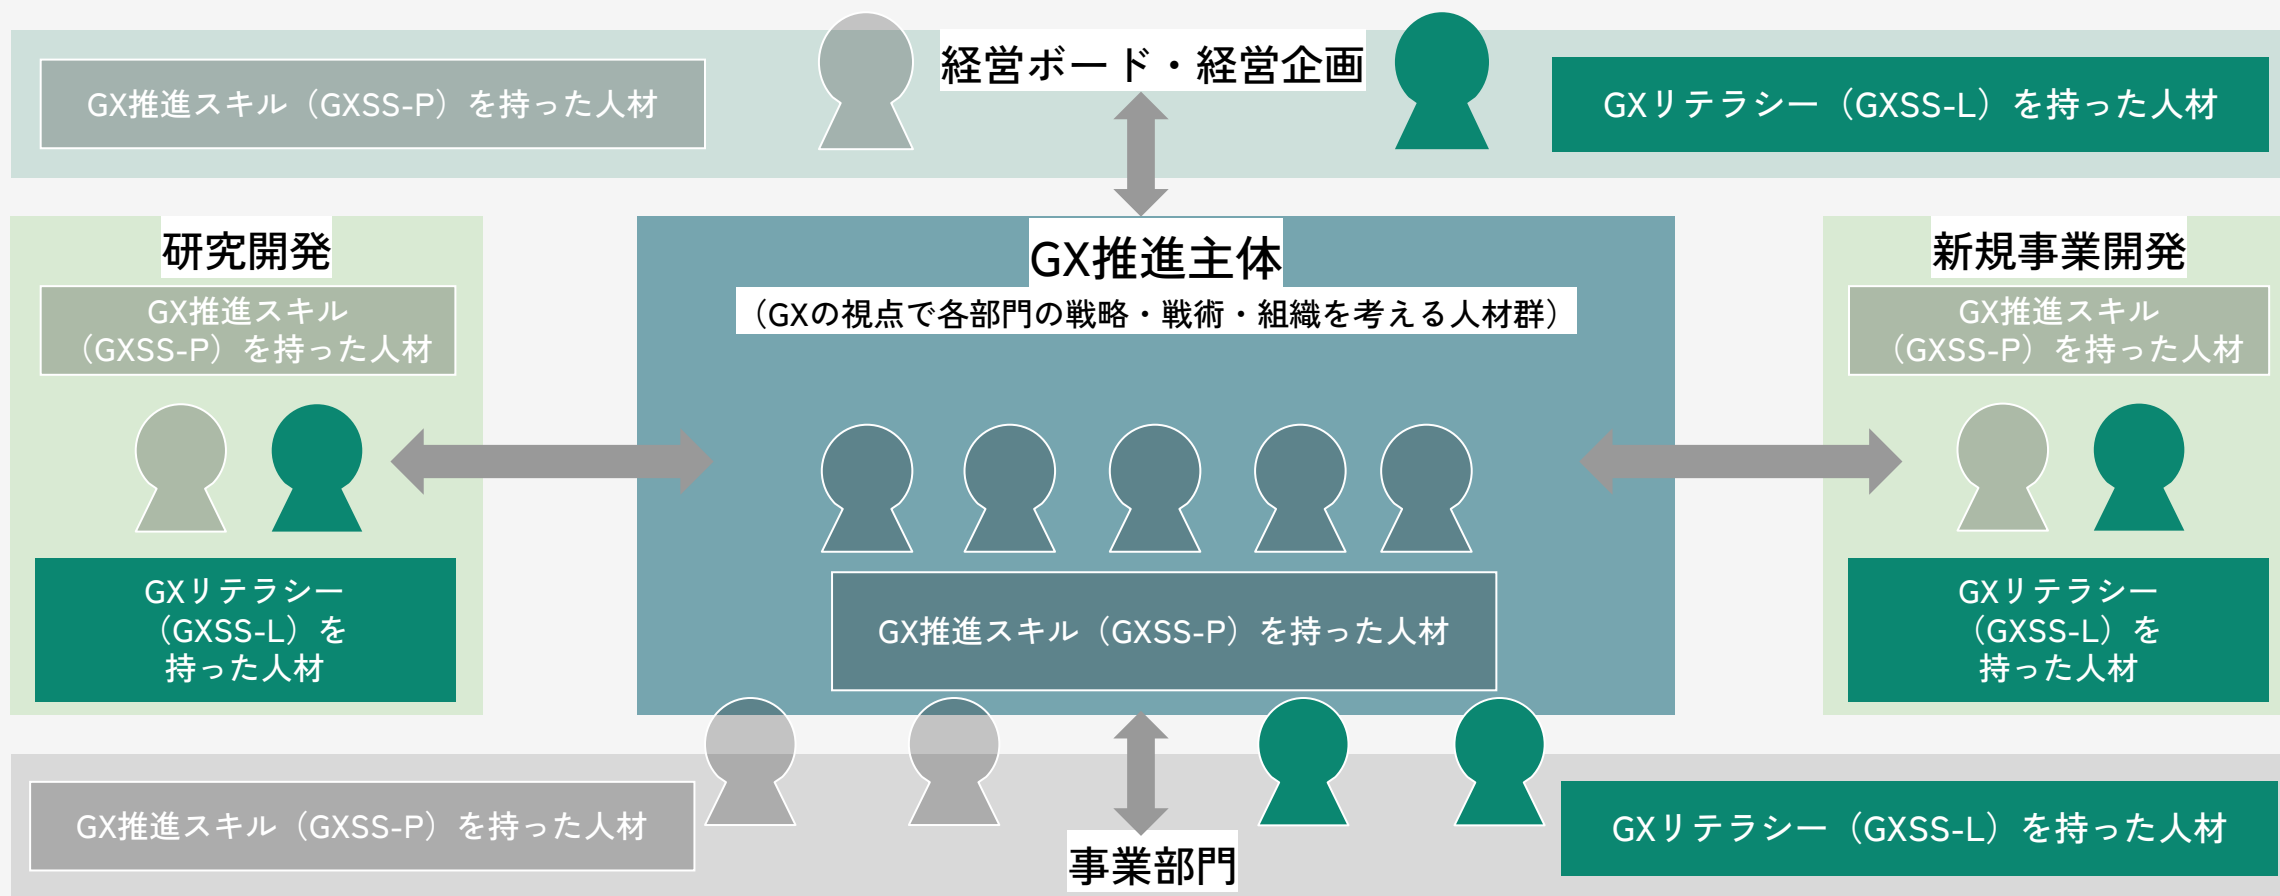 経営ボード・経営企画
GX推進スキル（GXSS-P）を持った人材
GXリテラシー（GXSS-L）を持った人材
研究開発
GX推進スキル
（GXSS-P）を持った人材
GXリテラシー
（GXSS-L）を
持った人材
GX推進主体
（GXの視点で各部門の戦略・戦術・組織を考える人材群）
GX推進スキル（GXSS-P）を持った人材
新規事業開発
GX推進スキル
（GXSS-P）を持った人材
GXリテラシー
（GXSS-L）を
持った人材
GX推進スキル（GXSS-P）を持った人材
GXリテラシー（GXSS-L）を持った人材
事業部門